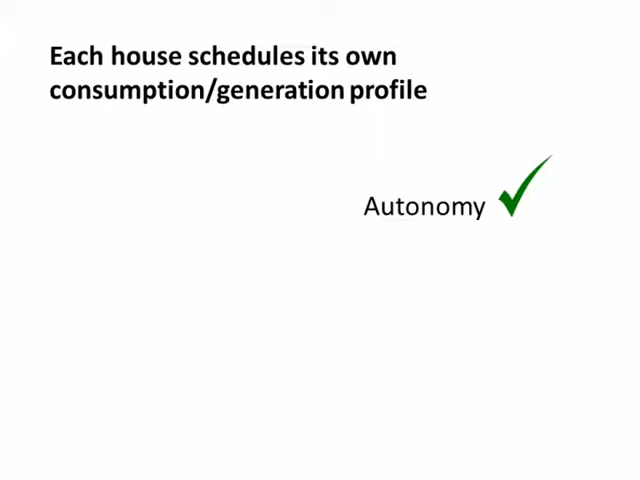 Each house schedules its own
consumption/generation profile
Autonomy